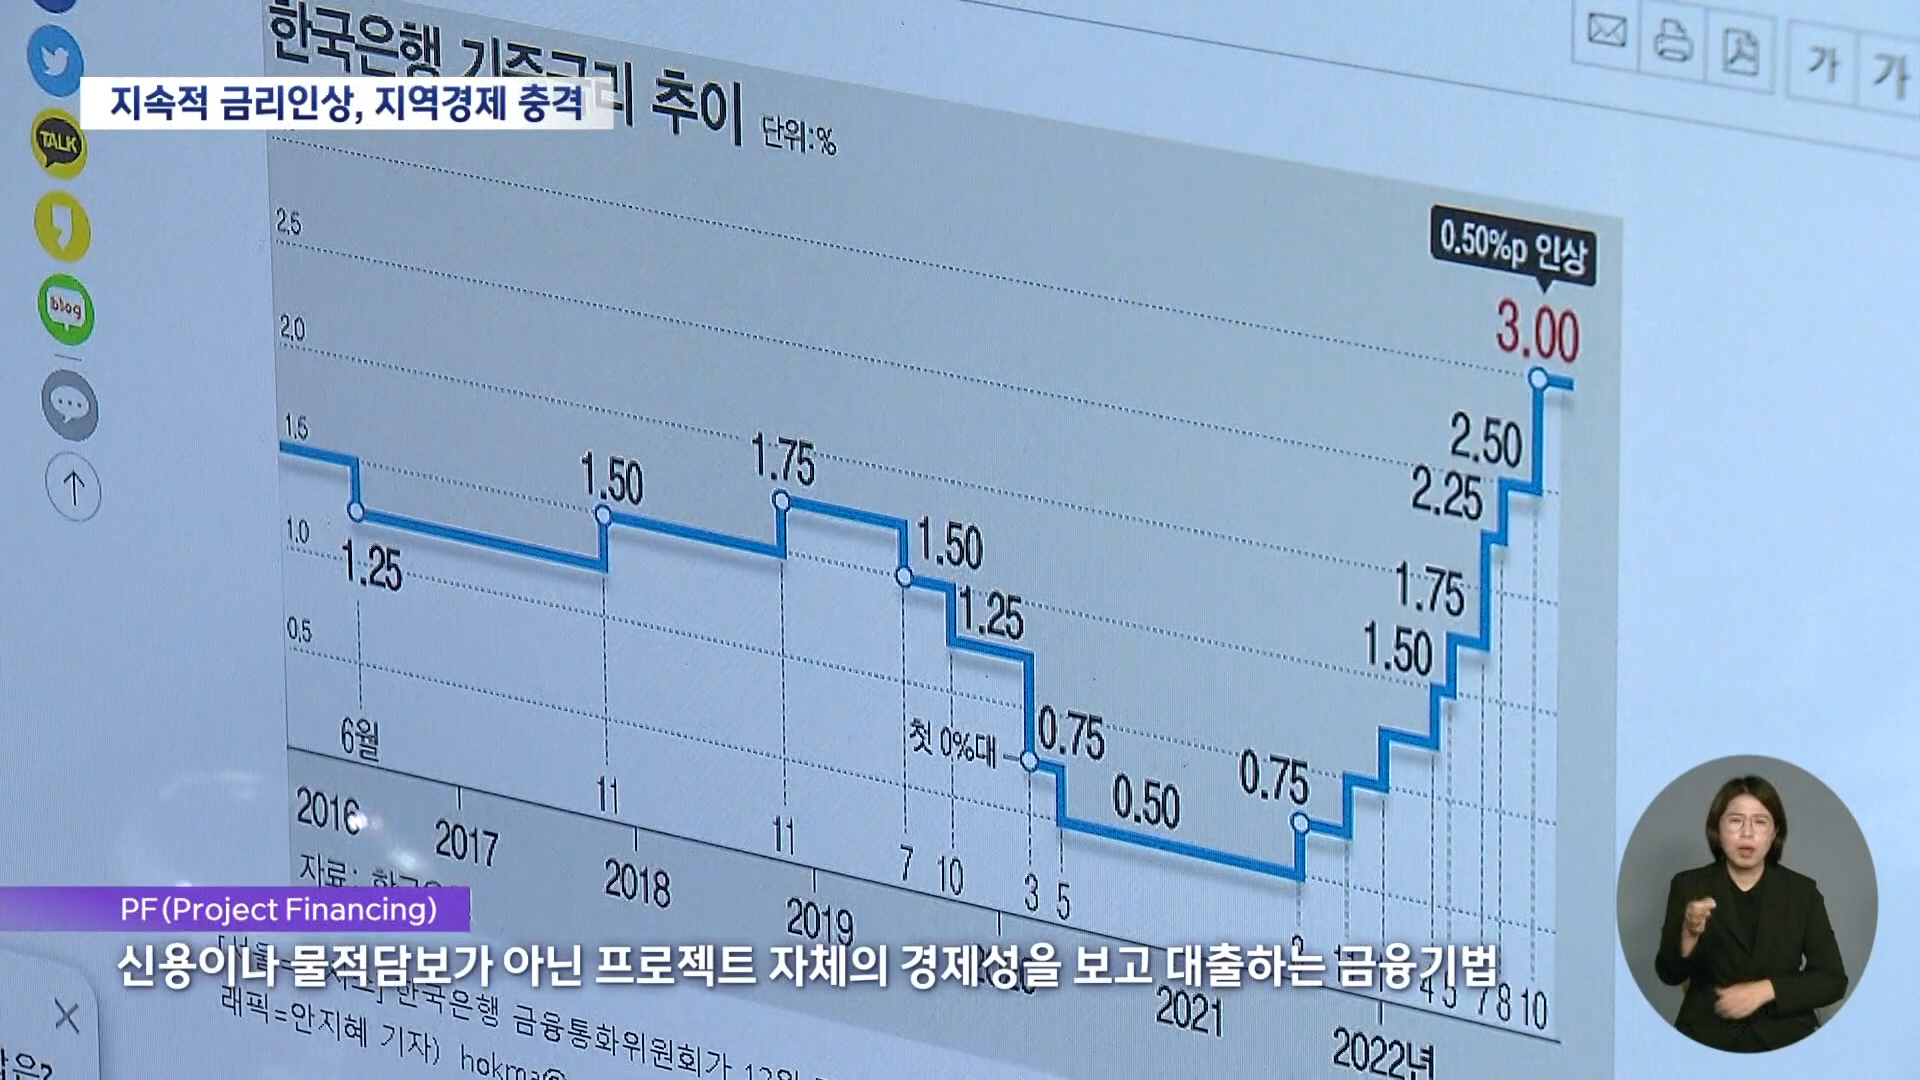 한국은행 기준금리 추이 단위:%
지속적 금리인상, 지역경제 충격
TALK
blog
가 가
2.5
2.0
1.5
1.0
0.5
0.50%p 인상
3.00
2.50
2.25
1.75
1.50
1.75
1.50
1.50
1.25
1.25
0.75
0.75
0.50
첫 0%대
6월
11
11
7 10
3 5
4 5 7 8 10
2016
2017
2018
2019
2021
2022년
자료:
PF(Project Financing)
신용이나 물적담보가 아닌 프로젝트 자체의 경제성을 보고 대출하는 금융기법
한국은행 금융통화위원회가 12일
래픽=안지혜 기자) hokma@